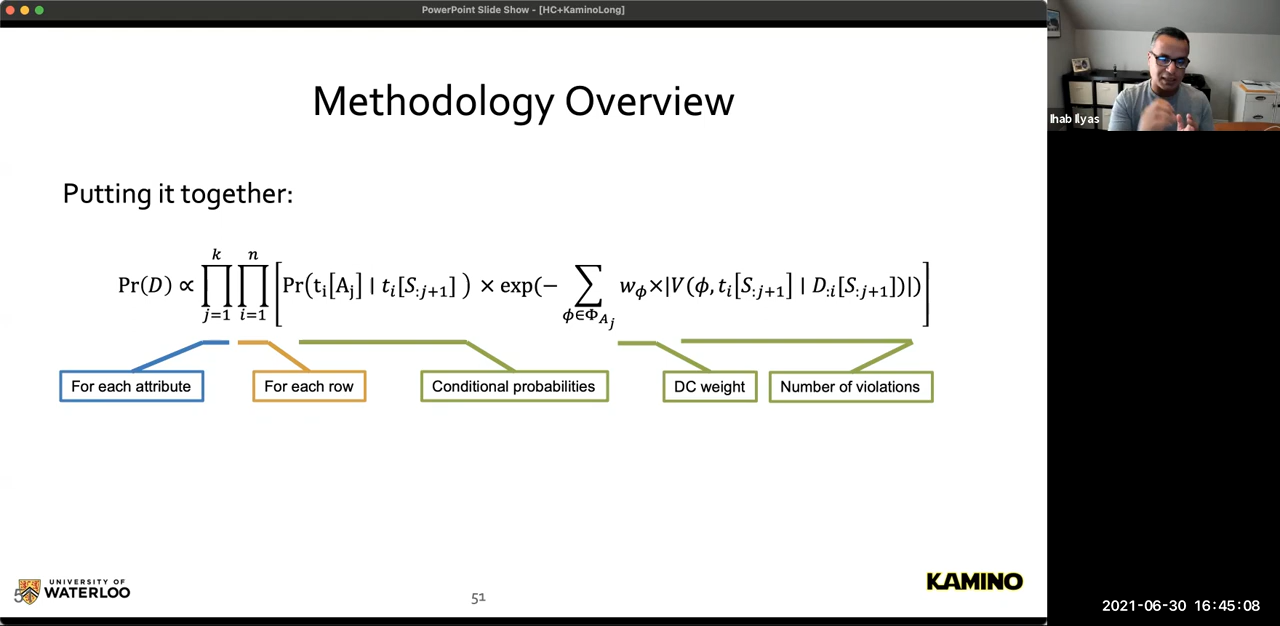 PowerPoint Slide Show - [HC+KaminoLong]
Methodology Overview
Putting it together:
Pr(D) ∝ ∏_{j=1}^{k} ∏_{i=1}^{n} [Pr(t_i[A_j] | t_i[S_{:j+1}]) × exp(− ∑_{ϕ∈Φ_{A_j}} w_ϕ×|V(ϕ, t_i[S_{:j+1}] | D_{:i}[S_{:j+1}])|)]
For each attribute
For each row
Conditional probabilities
DC weight
Number of violations
UNIVERSITY OF
WATERLOO
51
KAMINO
Ihab Ilyas
2021-06-30 16:45:08